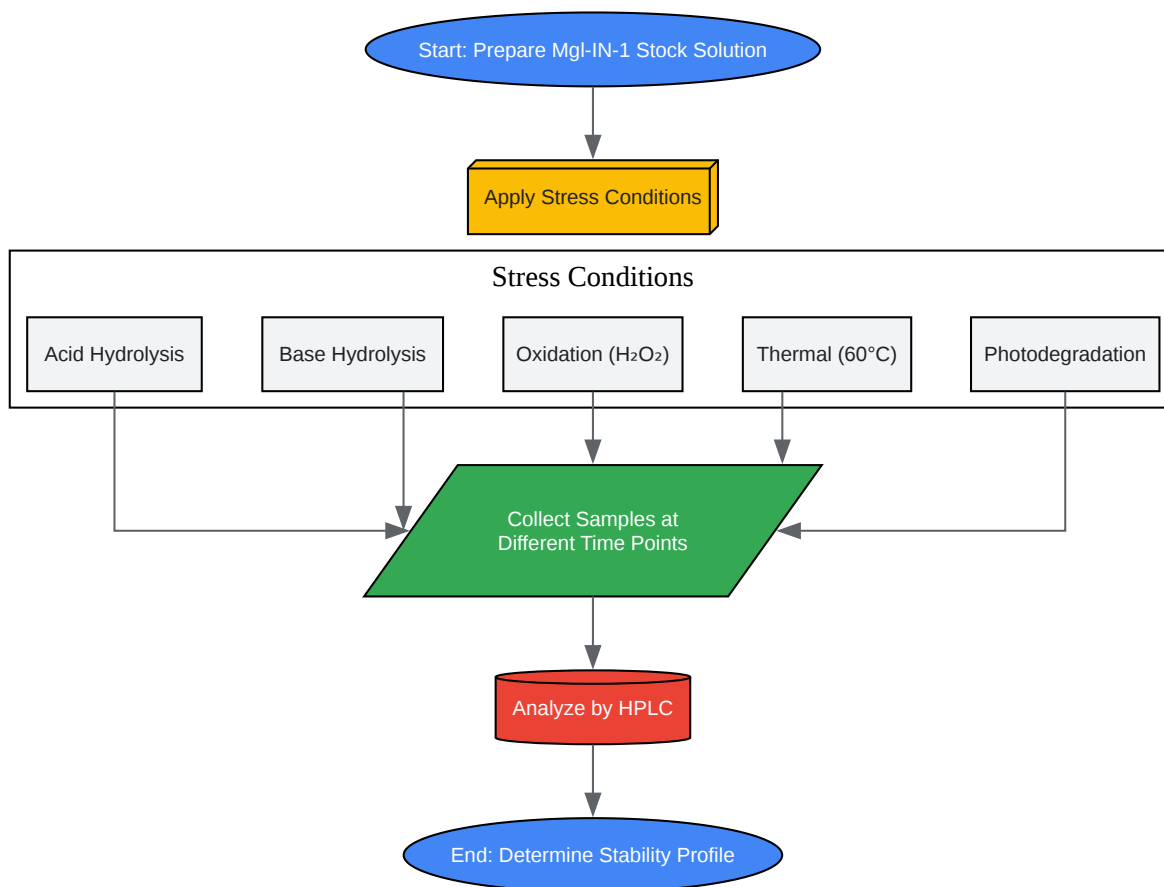 Start: Prepare Mgl-IN-1 Stock Solution
Apply Stress Conditions
Stress Conditions
Acid Hydrolysis
Base Hydrolysis
Oxidation (H₂O₂)
Thermal (60°C)
Photodegradation
Collect Samples at
Different Time Points
Analyze by HPLC
End: Determine Stability Profile